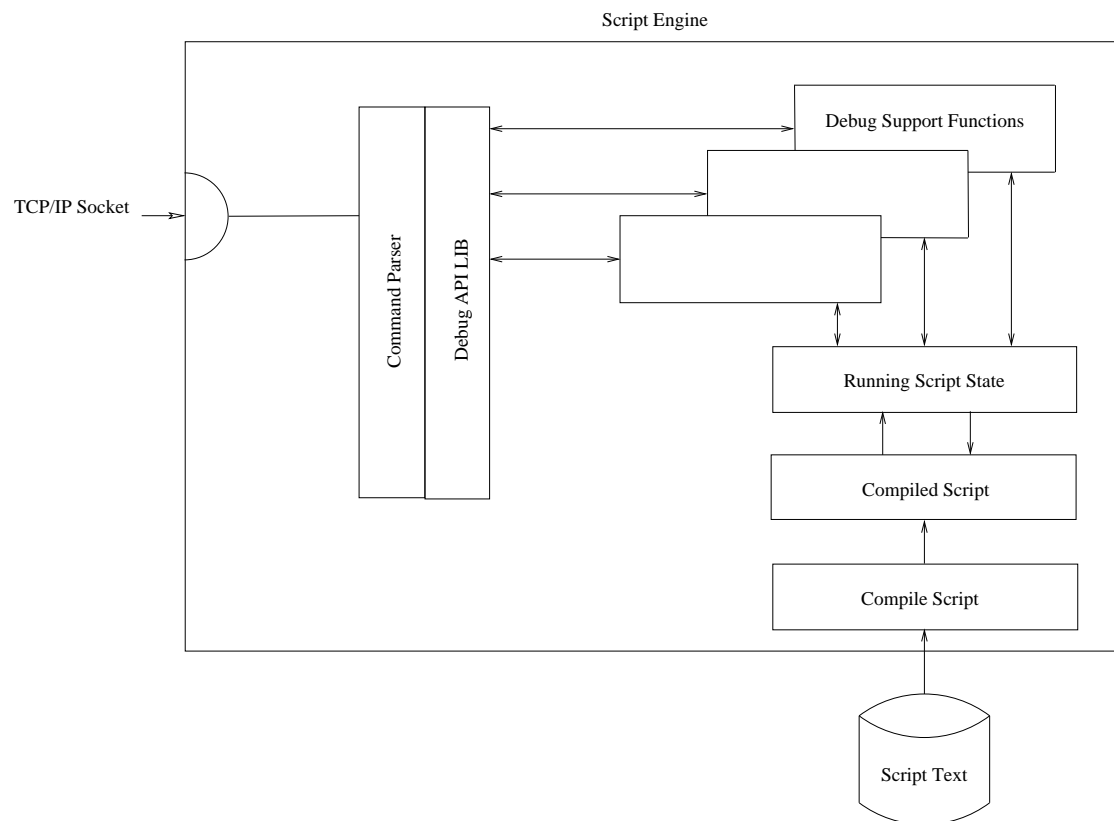 Script Engine
Debug Support Functions
TCP/IP Socket
Command Parser
Debug API LIB
Running Script State
Compiled Script
Compile Script
Script Text